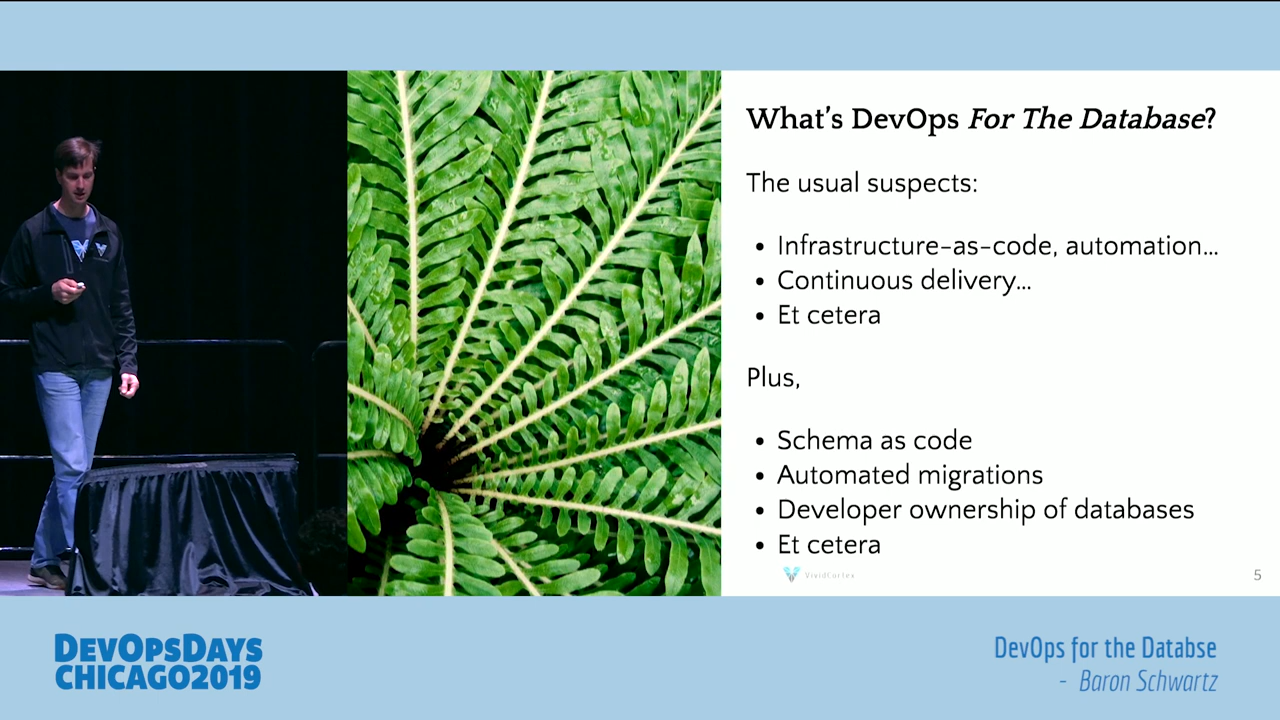 What's DevOps For The Database?
The usual suspects:
• Infrastructure-as-code, automation...
• Continuous delivery...
• Et cetera
Plus,
• Schema as code
• Automated migrations
• Developer ownership of databases
• Et cetera
VividCortex
5
DEVOPSDAYS
CHICAGO2019
DevOps for the Databse
- Baron Schwartz